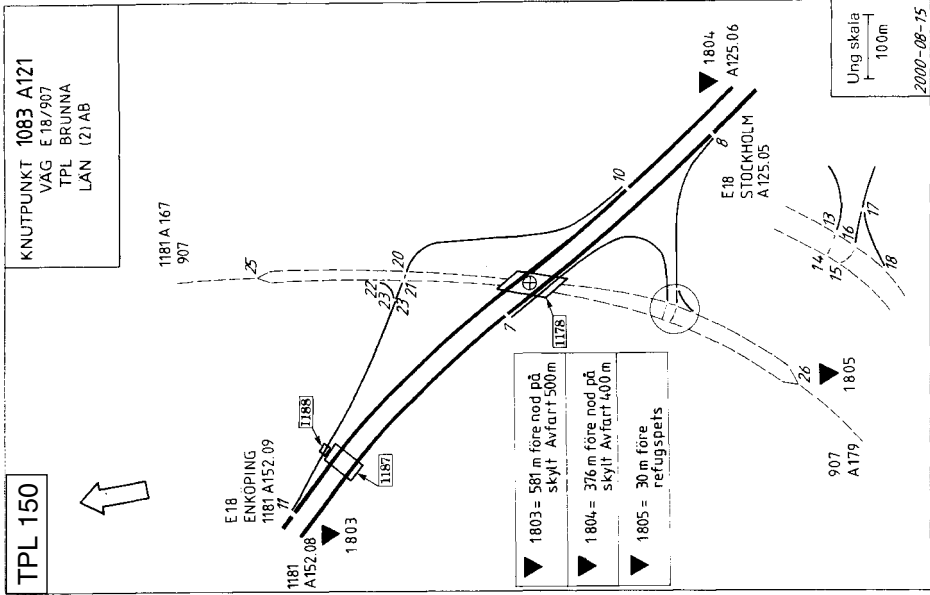 TPL 150
KNUTPUNKT 1083 A121
VÄG E18/907
TPL BRUNNA
LÄN (2) AB
1181 A167
907
25
22
23
23
20
21
10
1804
A125.06
8
E18
STOCKHOLM
A125.05
7
1178
1188
1187
E18
ENKÖPING
1181 A152.09
11
1181
A152.08
1803
1803 = 581 m före nod på
skylt Avfart 500m
1804 = 376 m före nod på
skylt Avfart 400m
1805 = 30 m före
refugspets
26
1805
907
A179
13
14
15
16
17
18
Ung skala
100m
2000-08-15